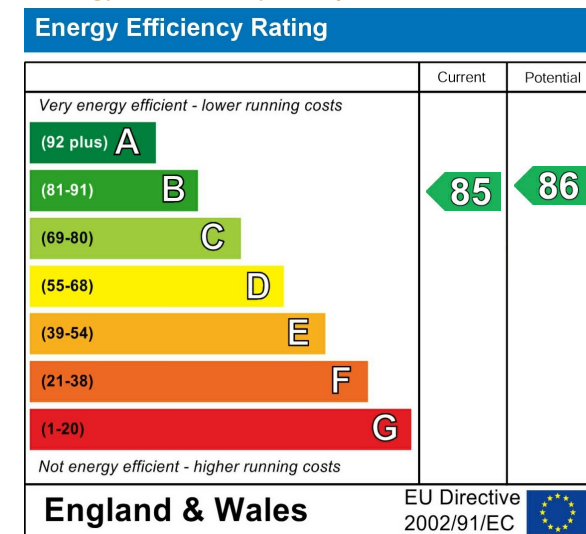 Energy Efficiency Rating
Current Potential
Very energy efficient - lower running costs
(92 plus) A
(81-91) B
85 86
(69-80) C
(55-68) D
(39-54) E
(21-38) F
(1-20) G
Not energy efficient - higher running costs
England & Wales
EU Directive
2002/91/EC